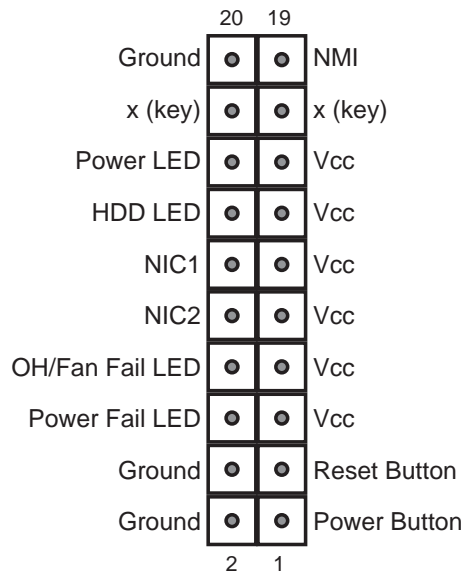 20 19
Ground NMI
x (key) x (key)
Power LED Vcc
HDD LED Vcc
NIC1 Vcc
NIC2 Vcc
OH/Fan Fail LED Vcc
Power Fail LED Vcc
Ground Reset Button
Ground Power Button
2 1